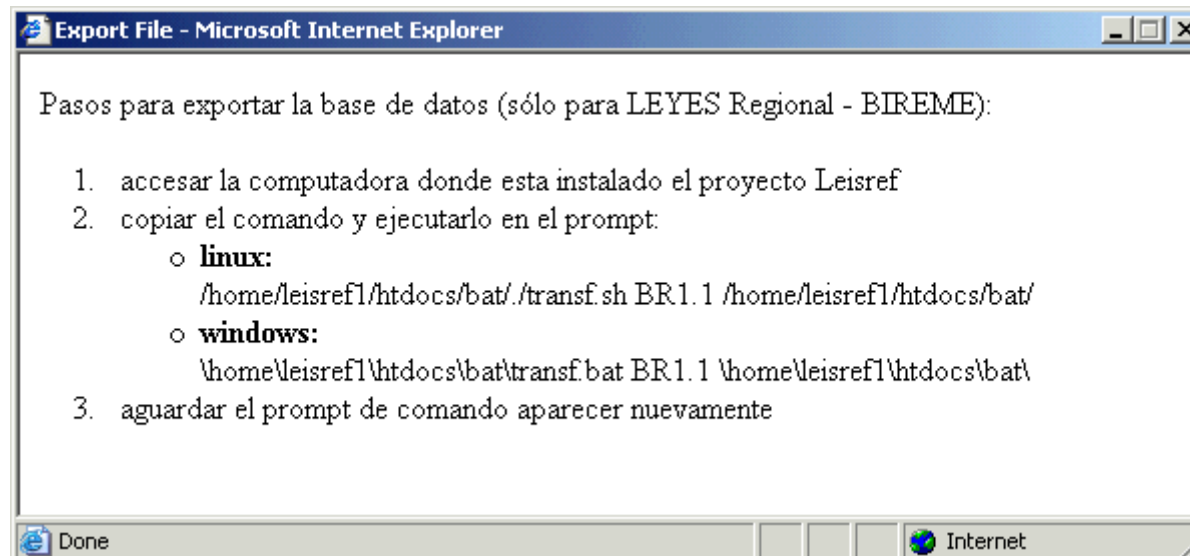 Export File - Microsoft Internet Explorer
Pasos para exportar la base de datos (sólo para LEYES Regional - BIREME):
1. accesar la computadora donde esta instalado el proyecto Leisref
2. copiar el comando y ejecutarlo en el prompt:
linux:
/home/leisref1/htdocs/bat/./transf.sh BR1.1 /home/leisref1/htdocs/bat/
windows:
\home\leisref1\htdocs\bat\transf.bat BR1.1 \home\leisref1\htdocs\bat\
3. aguardar el prompt de comando aparecer nuevamente
Done
Internet